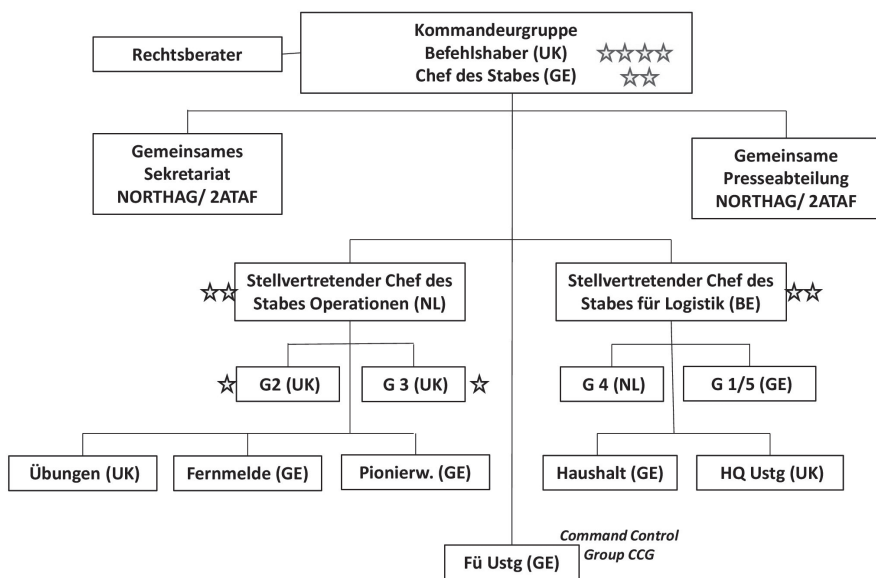 Kommandeurgruppe
Befehlshaber (UK)
Chef des Stabes (GE)
Rechtsberater
Gemeinsames
Sekretariat
NORTHAG/ 2ATAF
Gemeinsame
Presseabteilung
NORTHAG/ 2ATAF
Stellvertretender Chef des
Stabes Operationen (NL)
Stellvertretender Chef des
Stabes für Logistik (BE)
G2 (UK)
G 3 (UK)
G 4 (NL)
G 1/5 (GE)
Übungen (UK)
Fernmelde (GE)
Pionierw. (GE)
Haushalt (GE)
HQ Ustg (UK)
Fü Ustg (GE)
Command Control
Group CCG